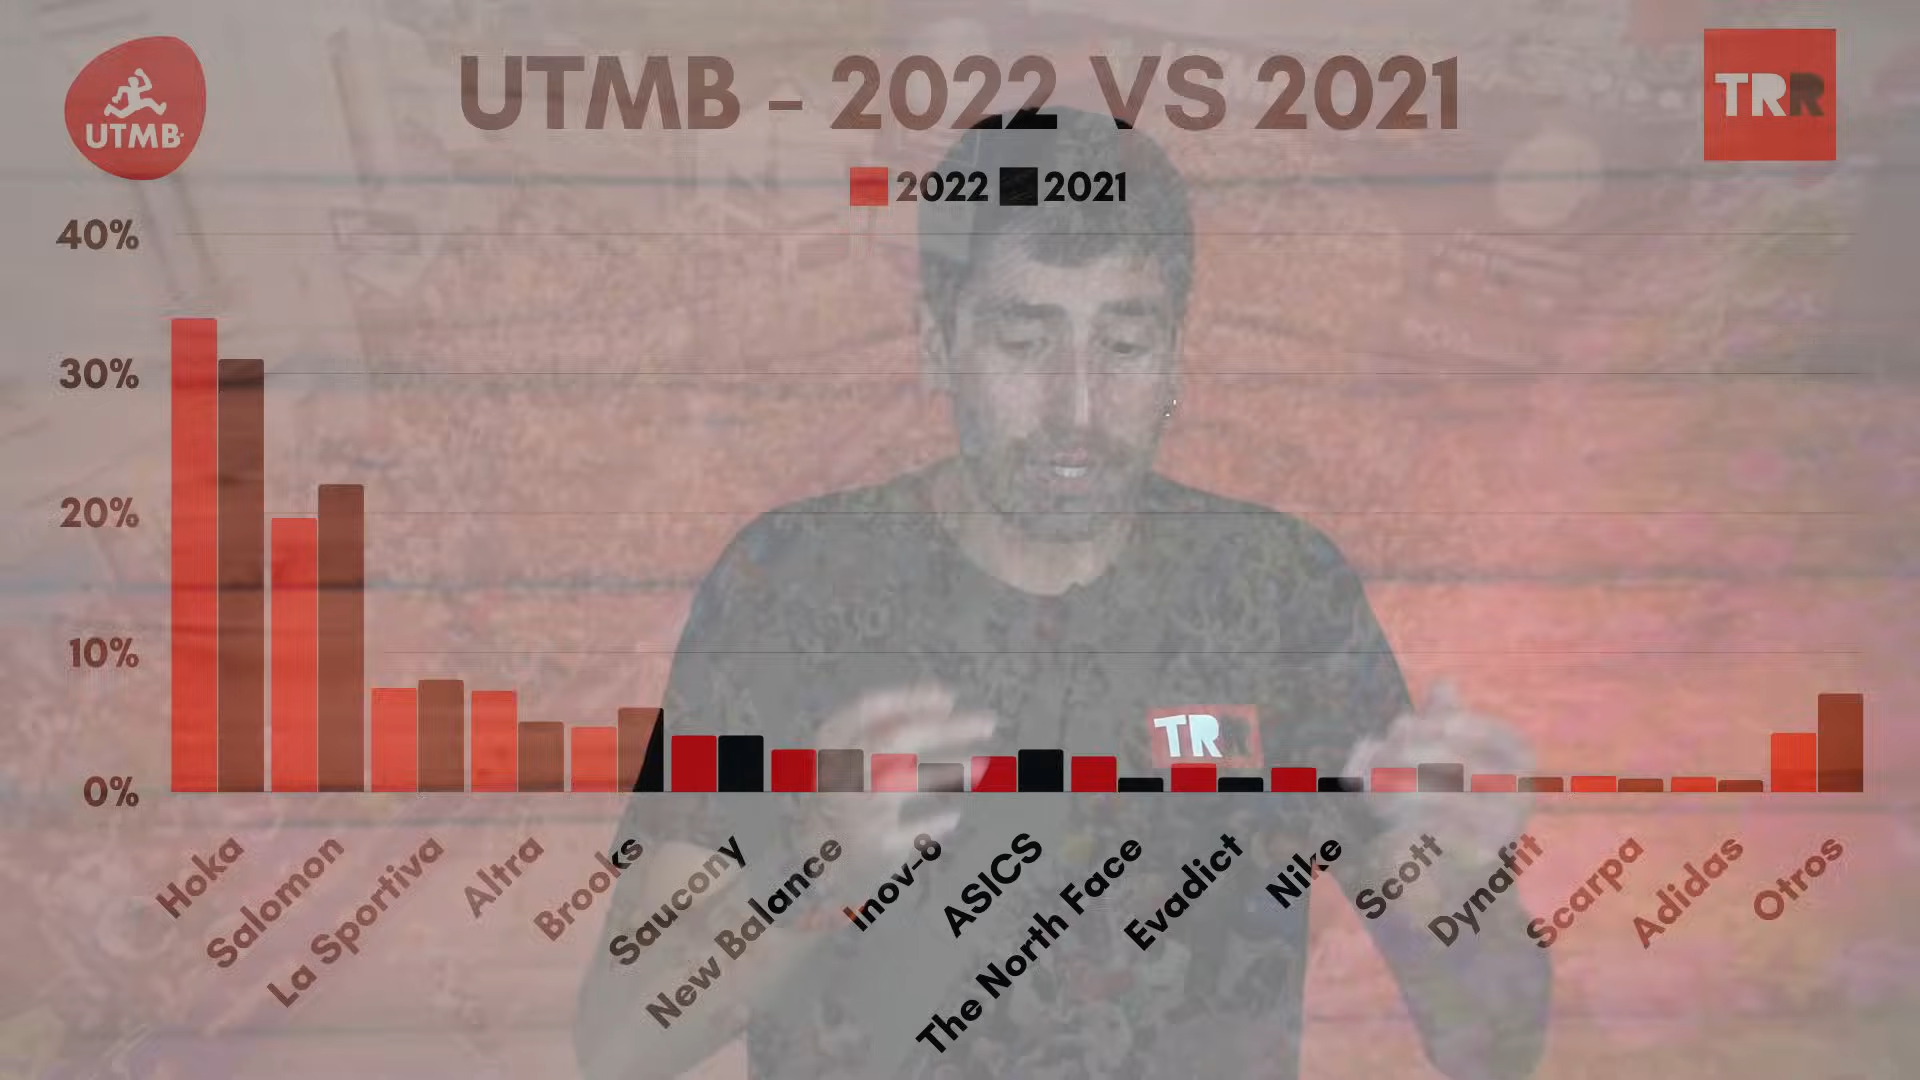 UTMB
UTMB - 2022 VS 2021
TRR
2022 2021
40%
30%
20%
10%
0%
TRR
Hoka
Salomon
La Sportiva
Altra
Brooks
Saucony
New Balance
Inov-8
ASICS
The North Face
Evadict
Nike
Scott
Dynafit
Scarpa
Adidas
Otros